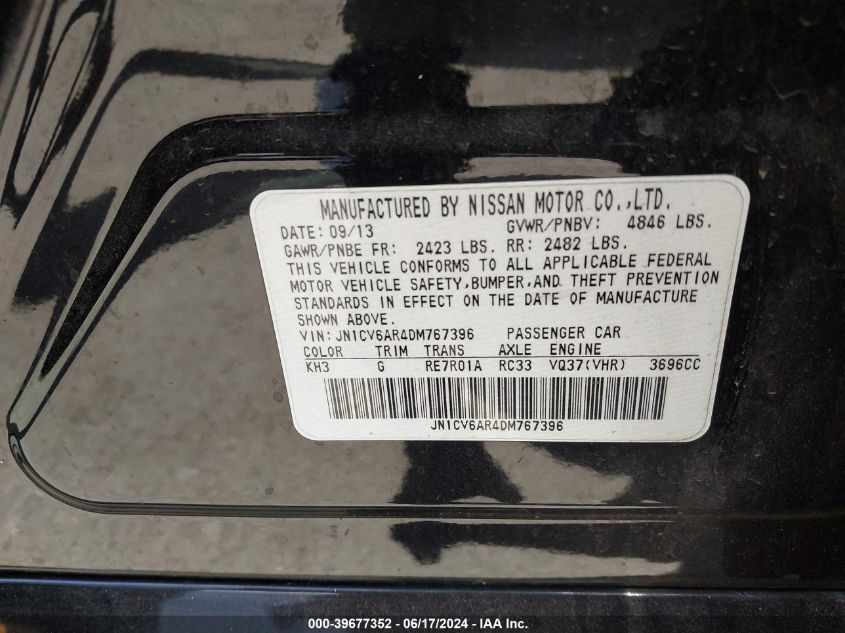 MANUFACTURED BY NISSAN MOTOR CO.,LTD.
DATE: 09/13 GVWR/PNBV: 4846 LBS.
GAWR/PNBE FR: 2423 LBS. RR: 2482 LBS.
THIS VEHICLE CONFORMS TO ALL APPLICABLE FEDERAL
MOTOR VEHICLE SAFETY,BUMPER,AND THEFT PREVENTION
STANDARDS IN EFFECT ON THE DATE OF MANUFACTURE
SHOWN ABOVE.
VIN:JN1CV6AR4DM767396 PASSENGER CAR
COLOR TRIM TRANS AXLE ENGINE
KH3 G RE7R01A RC33 VQ37(VHR) 3696CC
JN1CV6AR4DM767396
000-39677352 - 06/17/2024 - IAA Inc.